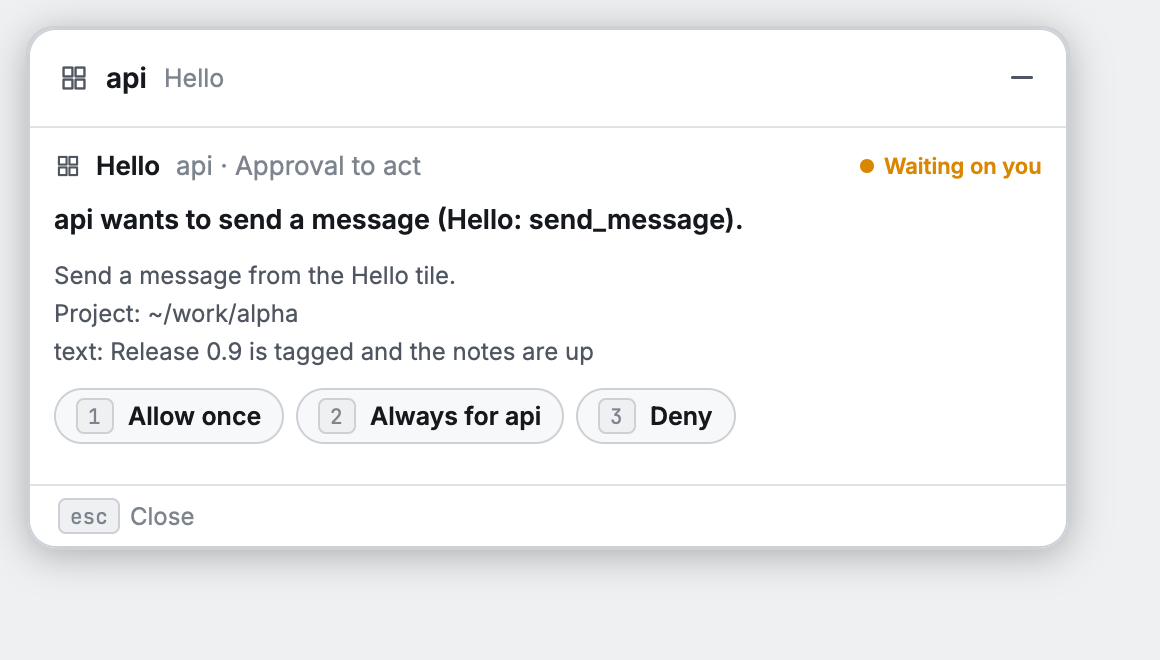 api Hello
Hello api · Approval to act Waiting on you
api wants to send a message (Hello: send_message).
Send a message from the Hello tile.
Project: ~/work/alpha
text: Release 0.9 is tagged and the notes are up
1 Allow once 2 Always for api 3 Deny
esc Close